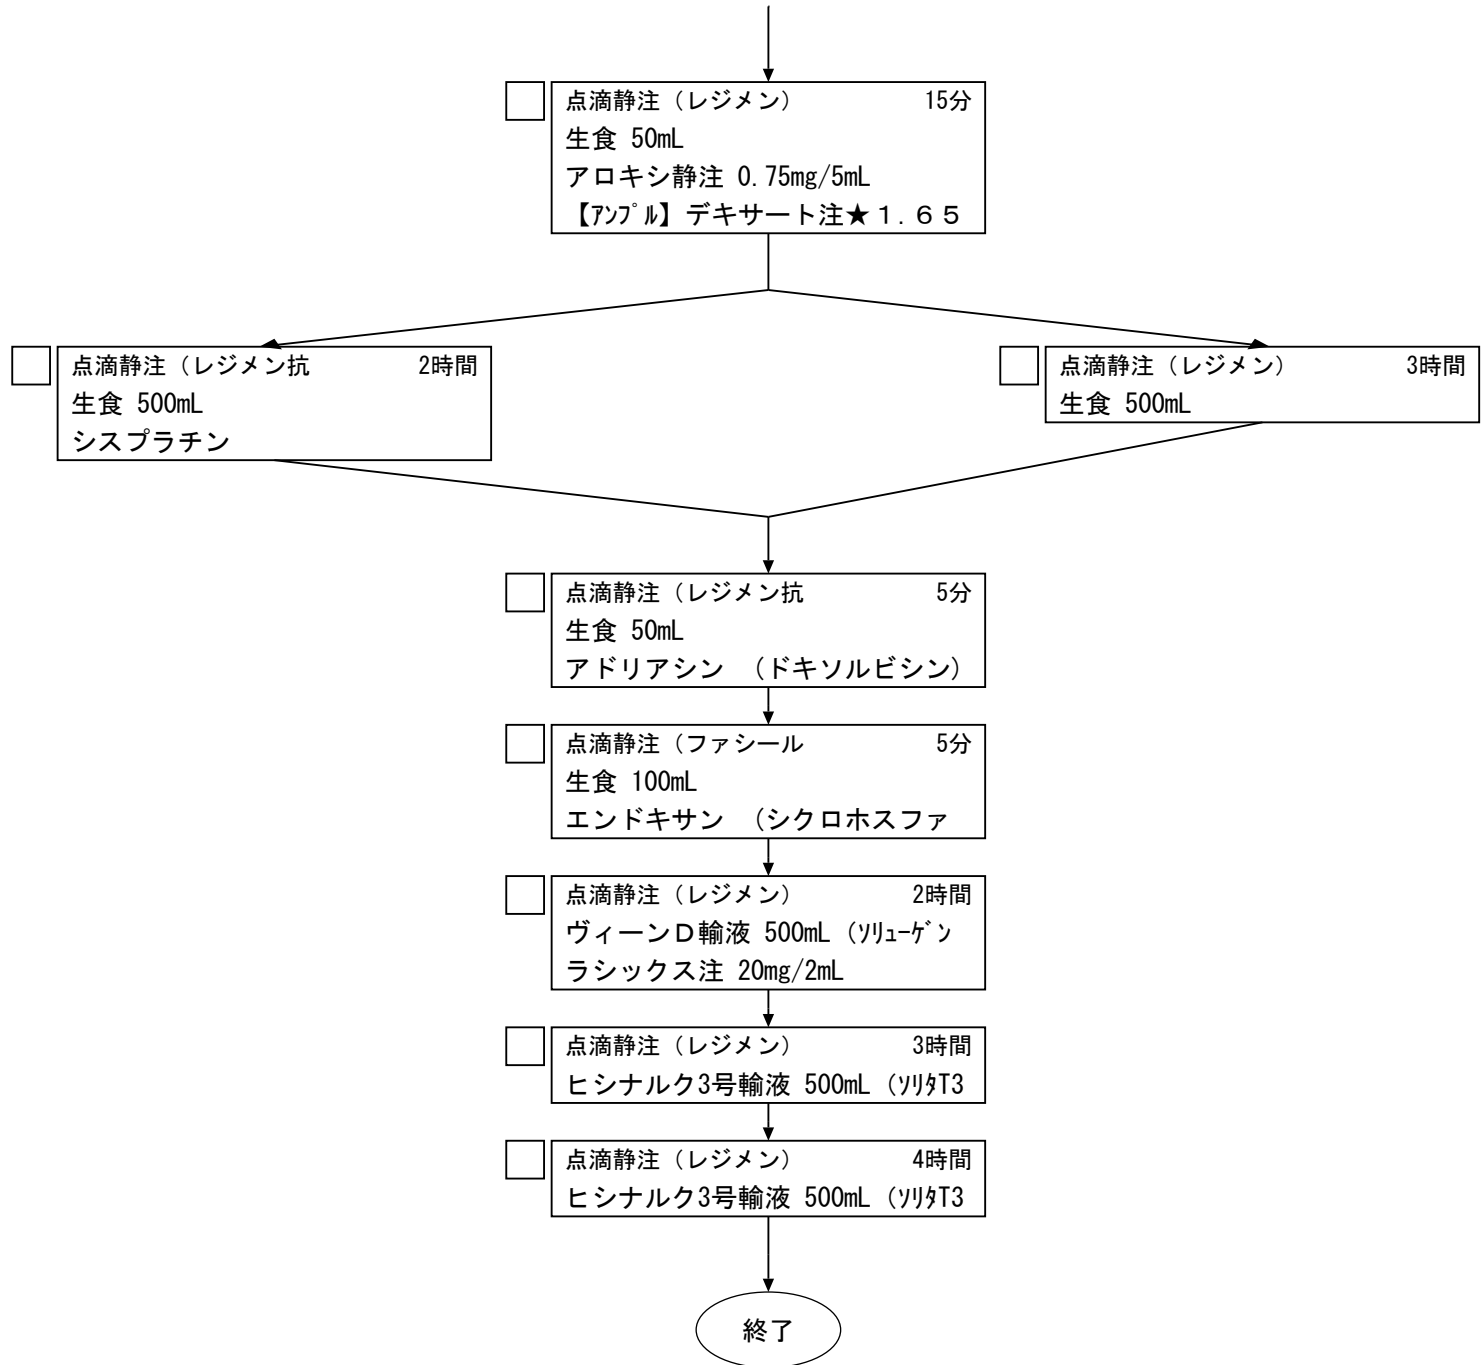 点滴静注（レジメン） 15分
生食 50mL
アロキシ静注 0.75mg/5mL
【ｱﾝﾌﾟﾙ】デキサート注★１.６５
点滴静注（レジメン抗 2時間
生食 500mL
シスプラチン
点滴静注（レジメン） 3時間
生食 500mL
点滴静注（レジメン抗 5分
生食 50mL
アドリアシン （ドキソルビシン）
点滴静注（ファシール 5分
生食 100mL
エンドキサン （シクロホスファ
点滴静注（レジメン） 2時間
ヴィーンＤ輸液 500mL（ｿﾘｭｰｹﾞﾝ
ラシックス注 20mg/2mL
点滴静注（レジメン） 3時間
ヒシナルク3号輸液 500mL（ｿﾘﾀT3
点滴静注（レジメン） 4時間
ヒシナルク3号輸液 500mL（ｿﾘﾀT3
終了